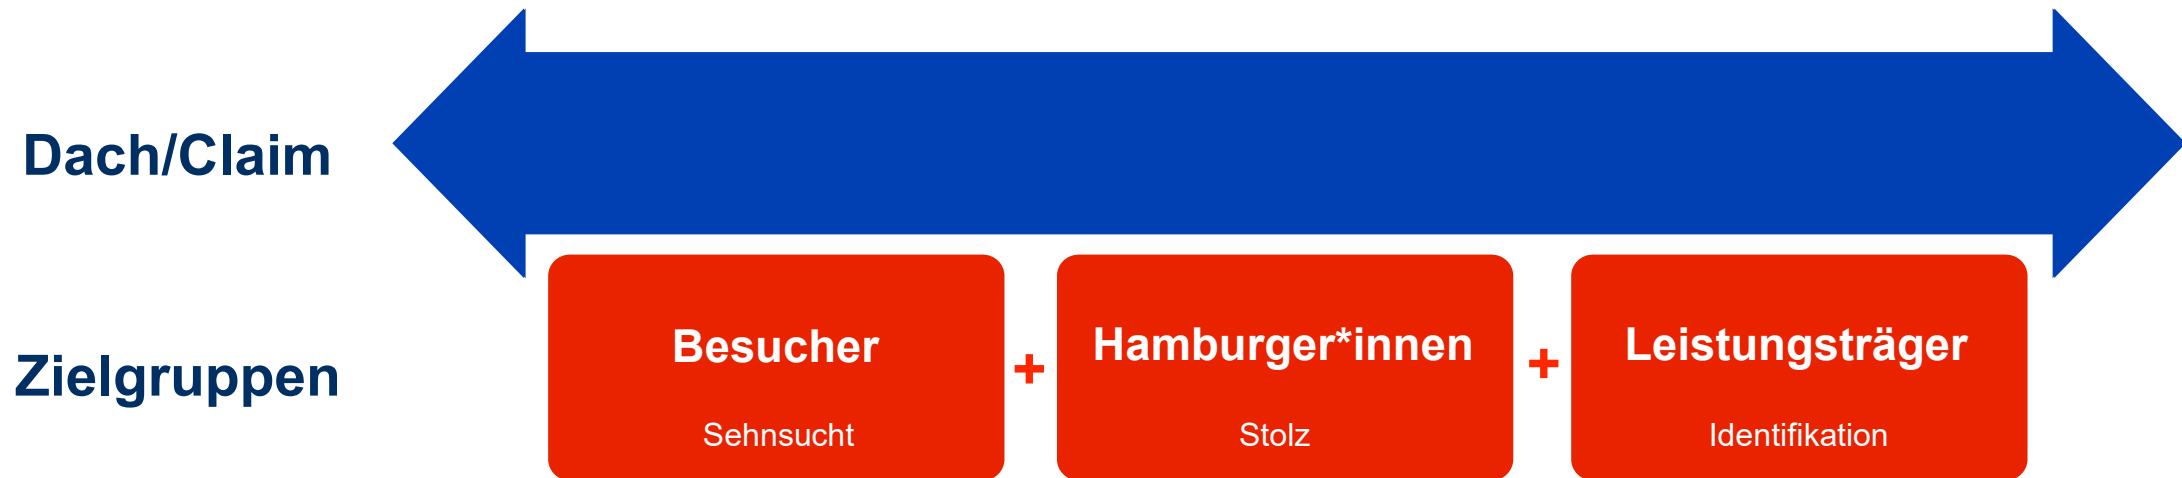 Dach/Claim
Zielgruppen
Besucher
Sehnsucht
+
Hamburger*innen
Stolz
+
Leistungsträger
Identifikation